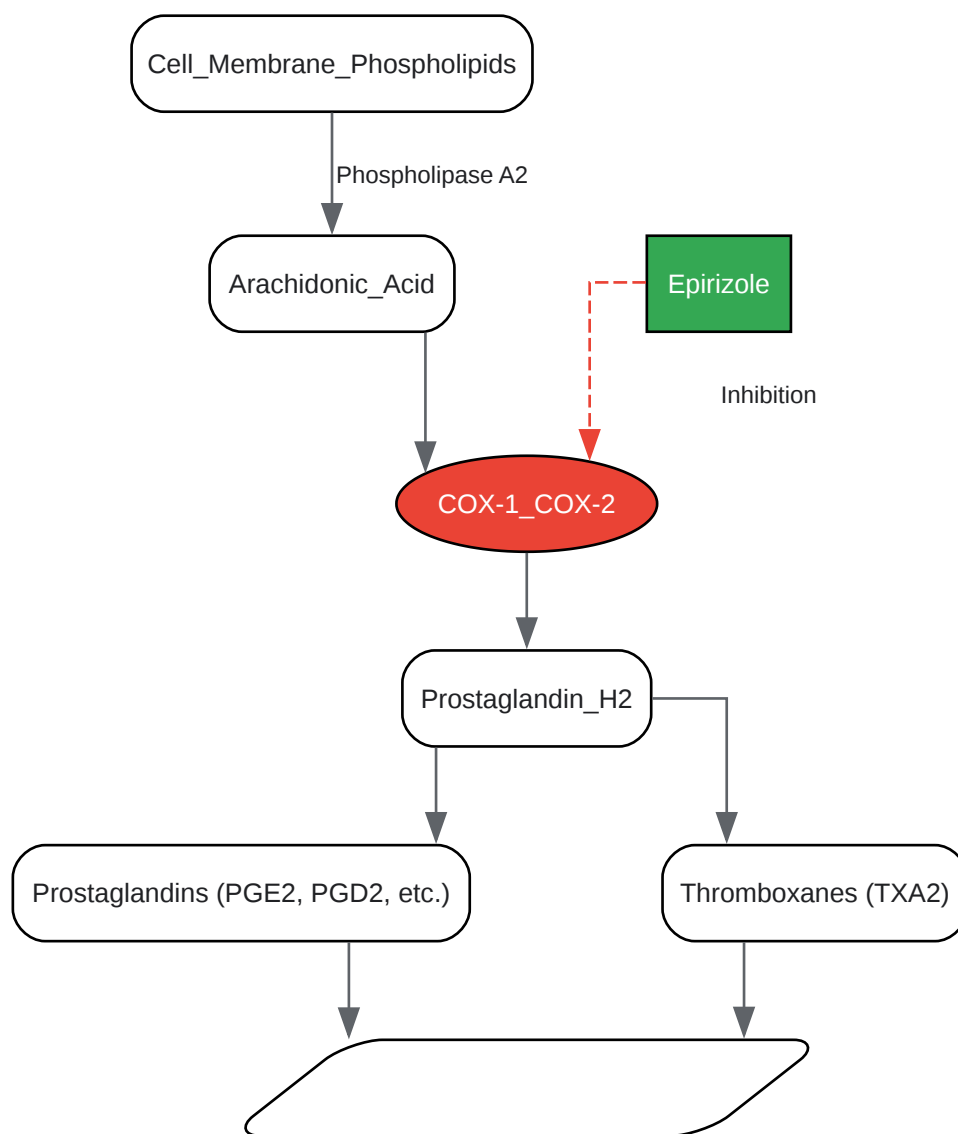 Cell_Membrane_Phospholipids
Phospholipase A2
Arachidonic_Acid
Epirizole
Inhibition
COX-1_COX-2
Prostaglandin_H2
Prostaglandins (PGE2, PGD2, etc.)
Thromboxanes (TXA2)